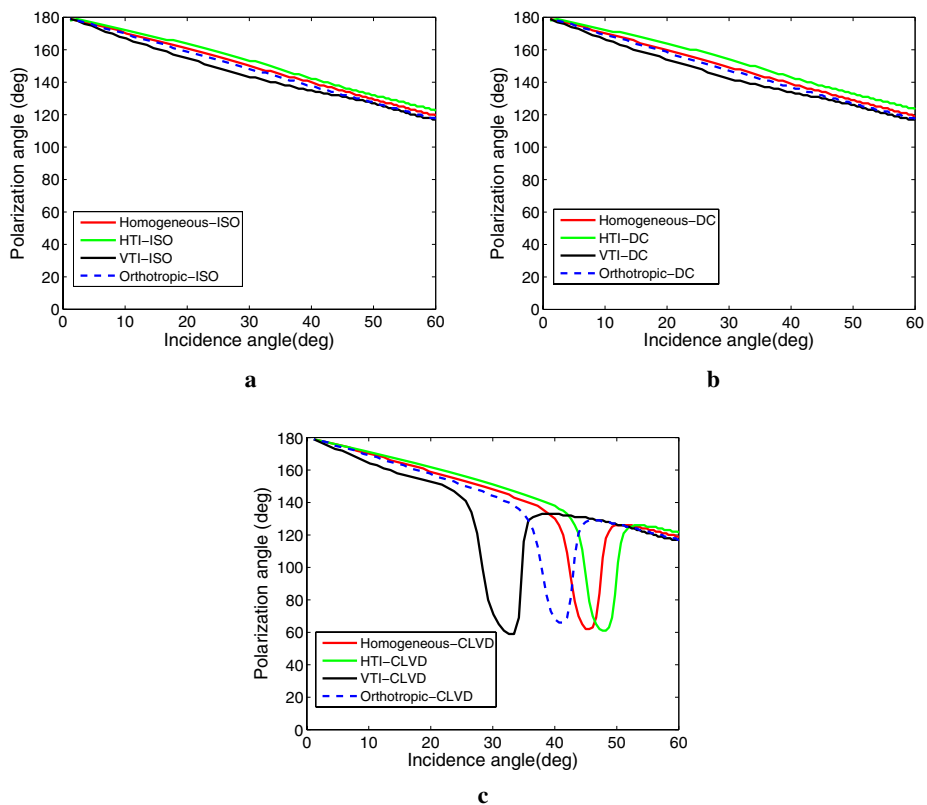 180
160
140
120
100
80
60
40
20
0
Polarization angle (deg)
Homogeneous−ISO
HTI−ISO
VTI−ISO
Orthotropic−ISO
0 10 20 30 40 50 60
Incidence angle(deg)
a
180
160
140
120
100
80
60
40
20
0
Polarization angle (deg)
Homogeneous−DC
HTI−DC
VTI−DC
Orthotropic−DC
0 10 20 30 40 50 60
Incidence angle(deg)
b
180
160
140
120
100
80
60
40
20
0
Polarization angle (deg)
Homogeneous−CLVD
HTI−CLVD
VTI−CLVD
Orthotropic−CLVD
0 10 20 30 40 50 60
Incidence angle(deg)
c